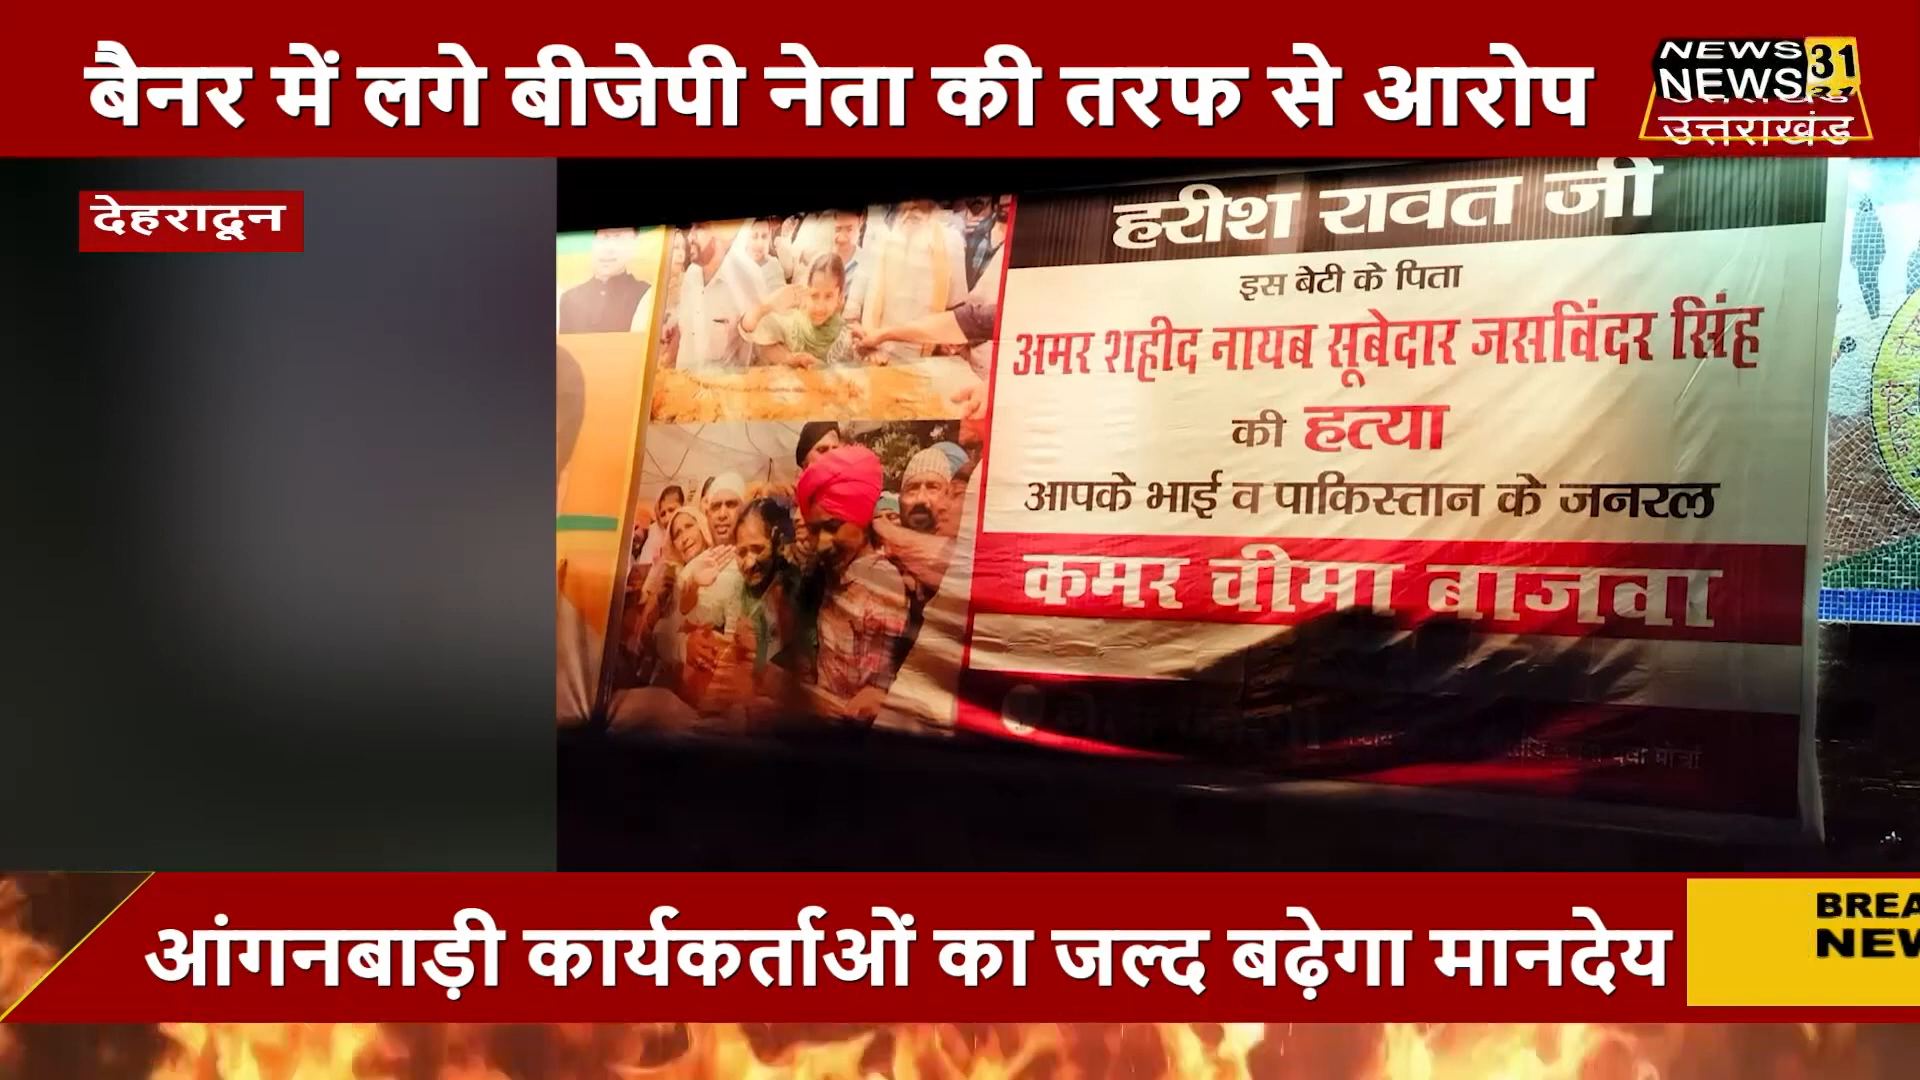 बैनर में लगे बीजेपी नेता की तरफ से आरोप
NEWS 31
NEWS
उत्तराखंड
देहरादून
हरीश रावत जी
इस बेटी के पिता
अमर शहीद नायब सूबेदार जसविंदर सिंह
की हत्या
आपके भाई व पाकिस्तान के जनरल
कमर चीमा बाजवा
युवा मोर्चा
आंगनबाड़ी कार्यकर्ताओं का जल्द बढ़ेगा मानदेय
BREA
NEW